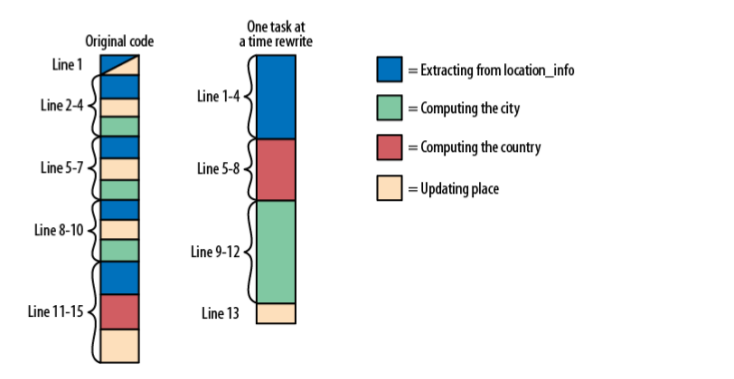 Original code
Line 1
Line 2-4
Line 5-7
Line 8-10
Line 11-15
One task at
a time rewrite
Line 1-4
Line 5-8
Line 9-12
Line 13
= Extracting from location_info
= Computing the city
= Computing the country
= Updating place